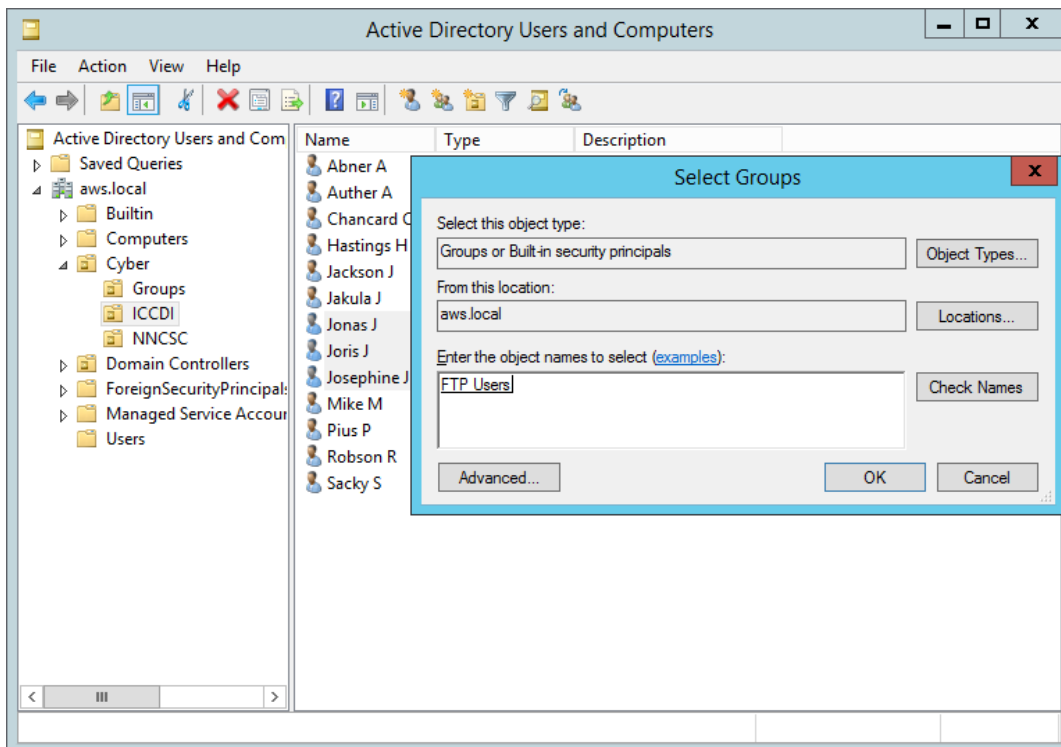 Active Directory Users and Computers
File Action View Help
Active Directory Users and Com
Saved Queries
aws.local
Builtin
Computers
Cyber
Groups
ICCDI
NNCSC
Domain Controllers
ForeignSecurityPrincipals
Managed Service Accour
Users
Name Type Description
Abner A
Auther A
Chancard C
Hastings H
Jackson J
Jakula J
Jonas J
Joris J
Josephine J
Mike M
Pius P
Robson R
Sacky S
Select Groups
Select this object type:
Groups or Built-in security principals
Object Types...
From this location:
aws.local
Locations...
Enter the object names to select (examples):
FTP Users
Check Names
Advanced...
OK
Cancel